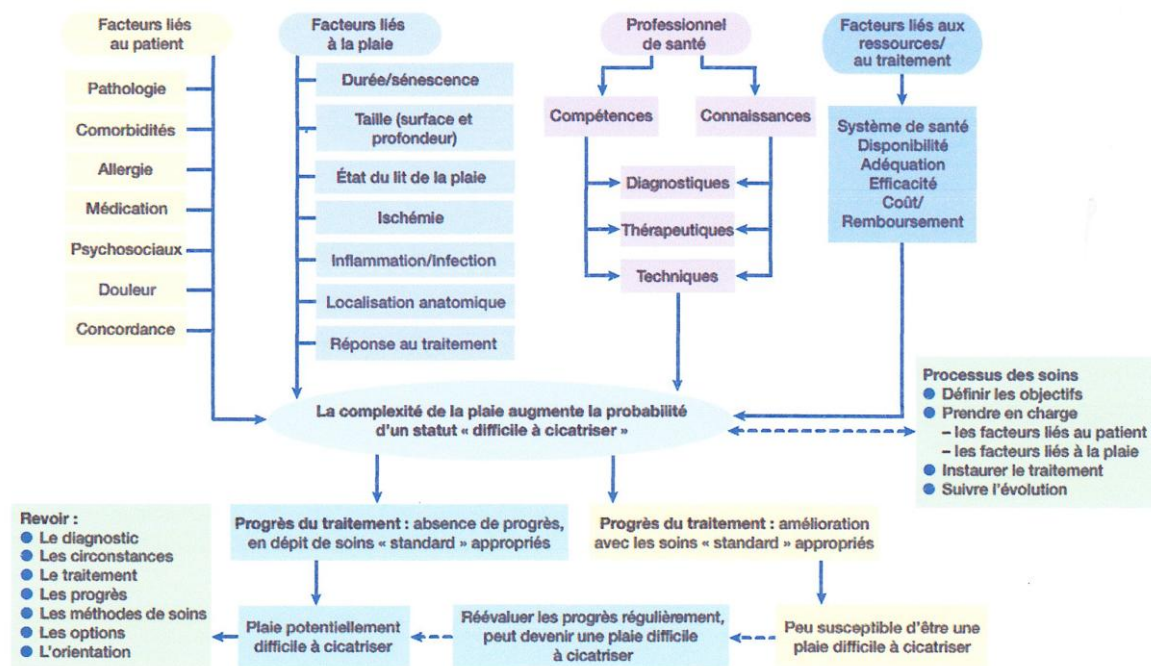 Facteurs liés
au patient
Pathologie
Comorbidités
Allergie
Médication
Psychosociaux
Douleur
Concordance
Facteurs liés
à la plaie
Durée/sénescence
Taille (surface et
profondeur)
État du lit de la plaie
Ischémie
Inflammation/Infection
Localisation anatomique
Réponse au traitement
Professionnel
de santé
Compétences
Connaissances
Diagnostiques
Thérapeutiques
Techniques
Facteurs liés aux
ressources/
au traitement
Système de santé
Disponibilité
Adéquation
Efficacité
Coût/
Remboursement
La complexité de la plaie augmente la probabilité
d'un statut « difficile à cicatriser »
Processus des soins
● Définir les objectifs
● Prendre en charge
– les facteurs liés au patient
– les facteurs liés à la plaie
● Instaurer le traitement
● Suivre l'évolution
Progrès du traitement : absence de progrès,
en dépit de soins « standard » appropriés
Progrès du traitement : amélioration
avec les soins « standard » appropriés
Revoir :
● Le diagnostic
● Les circonstances
● Le traitement
● Les progrès
● Les méthodes de soins
● Les options
● L'orientation
Plaie potentiellement
difficile à cicatriser
Réévaluer les progrès régulièrement,
peut devenir une plaie difficile
à cicatriser
Peu susceptible d'être une
plaie difficile à cicatriser